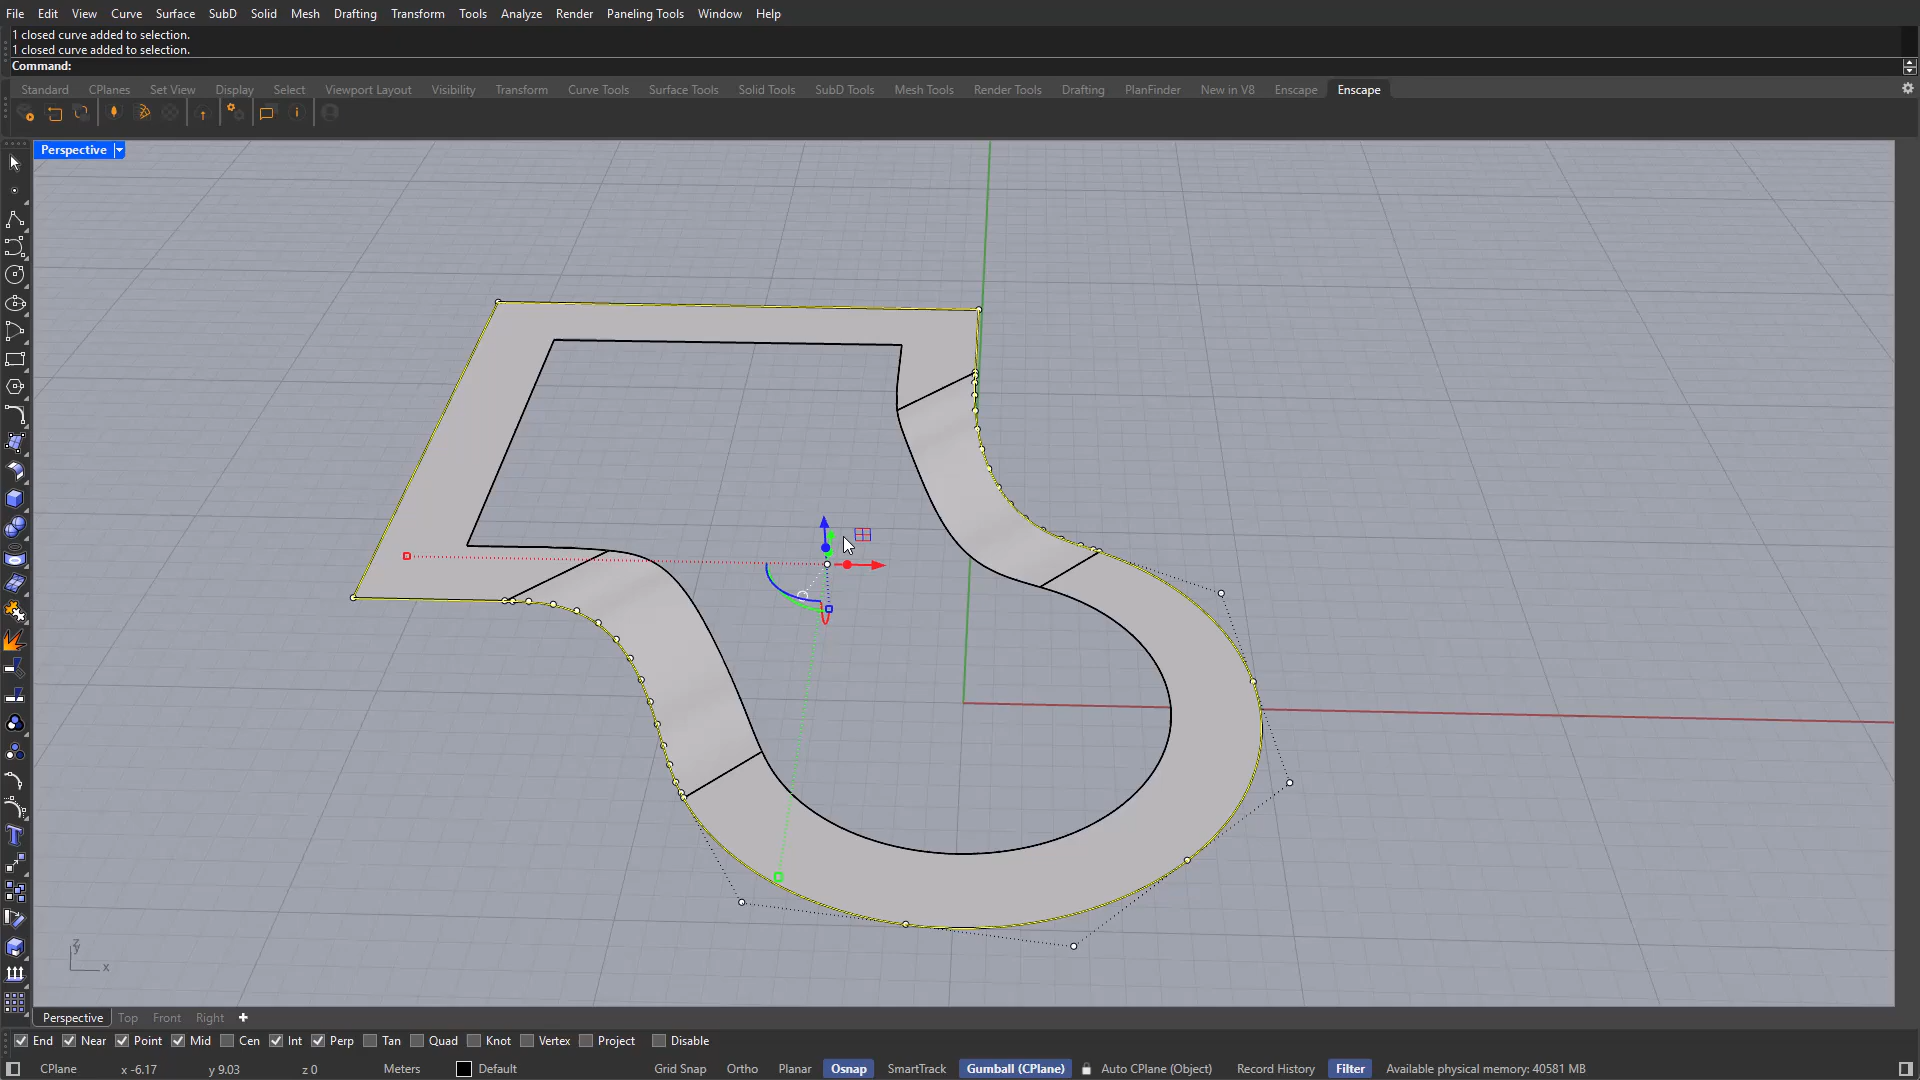 File Edit View Curve Surface SubD Solid Mesh Drafting Transform Tools Analyze Render Paneling Tools Window Help
1 closed curve added to selection.
1 closed curve added to selection.
Command:
Standard CPlanes Set View Display Select Viewport Layout Visibility Transform Curve Tools Surface Tools Solid Tools SubD Tools Mesh Tools Render Tools Drafting PlanFinder New in V8 Enscape Enscape
Perspective
z
y
x
Perspective Top Front Right
End Near Point Mid Cen Int Perp Tan Quad Knot Vertex Project Disable
CPlane x -6.17 y 9.03 z 0 Meters Default Grid Snap Ortho Planar Osnap SmartTrack Gumball (CPlane) Auto CPlane (Object) Record History Filter Available physical memory: 40581 MB